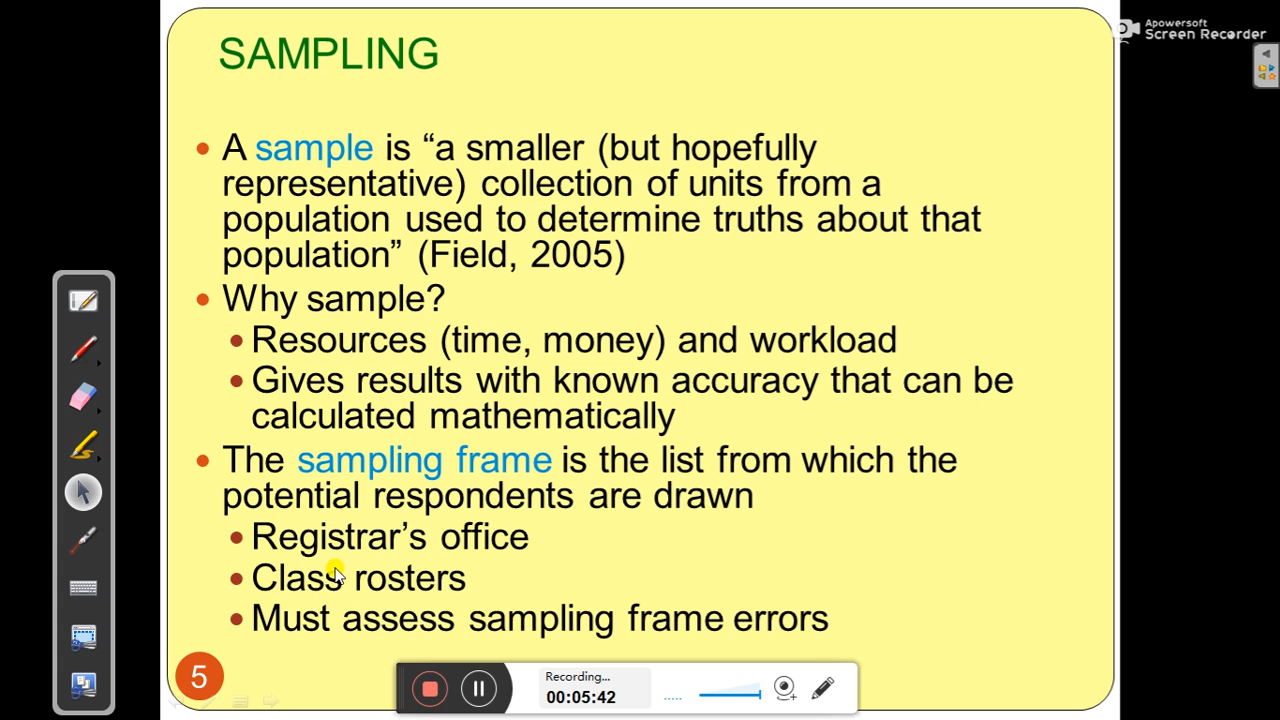 SAMPLING
Apowersoft
Screen Recorder
• A sample is “a smaller (but hopefully
representative) collection of units from a
population used to determine truths about that
population” (Field, 2005)
• Why sample?
• Resources (time, money) and workload
• Gives results with known accuracy that can be
calculated mathematically
• The sampling frame is the list from which the
potential respondents are drawn
• Registrar’s office
• Class rosters
• Must assess sampling frame errors
5
Recording...
00:05:42